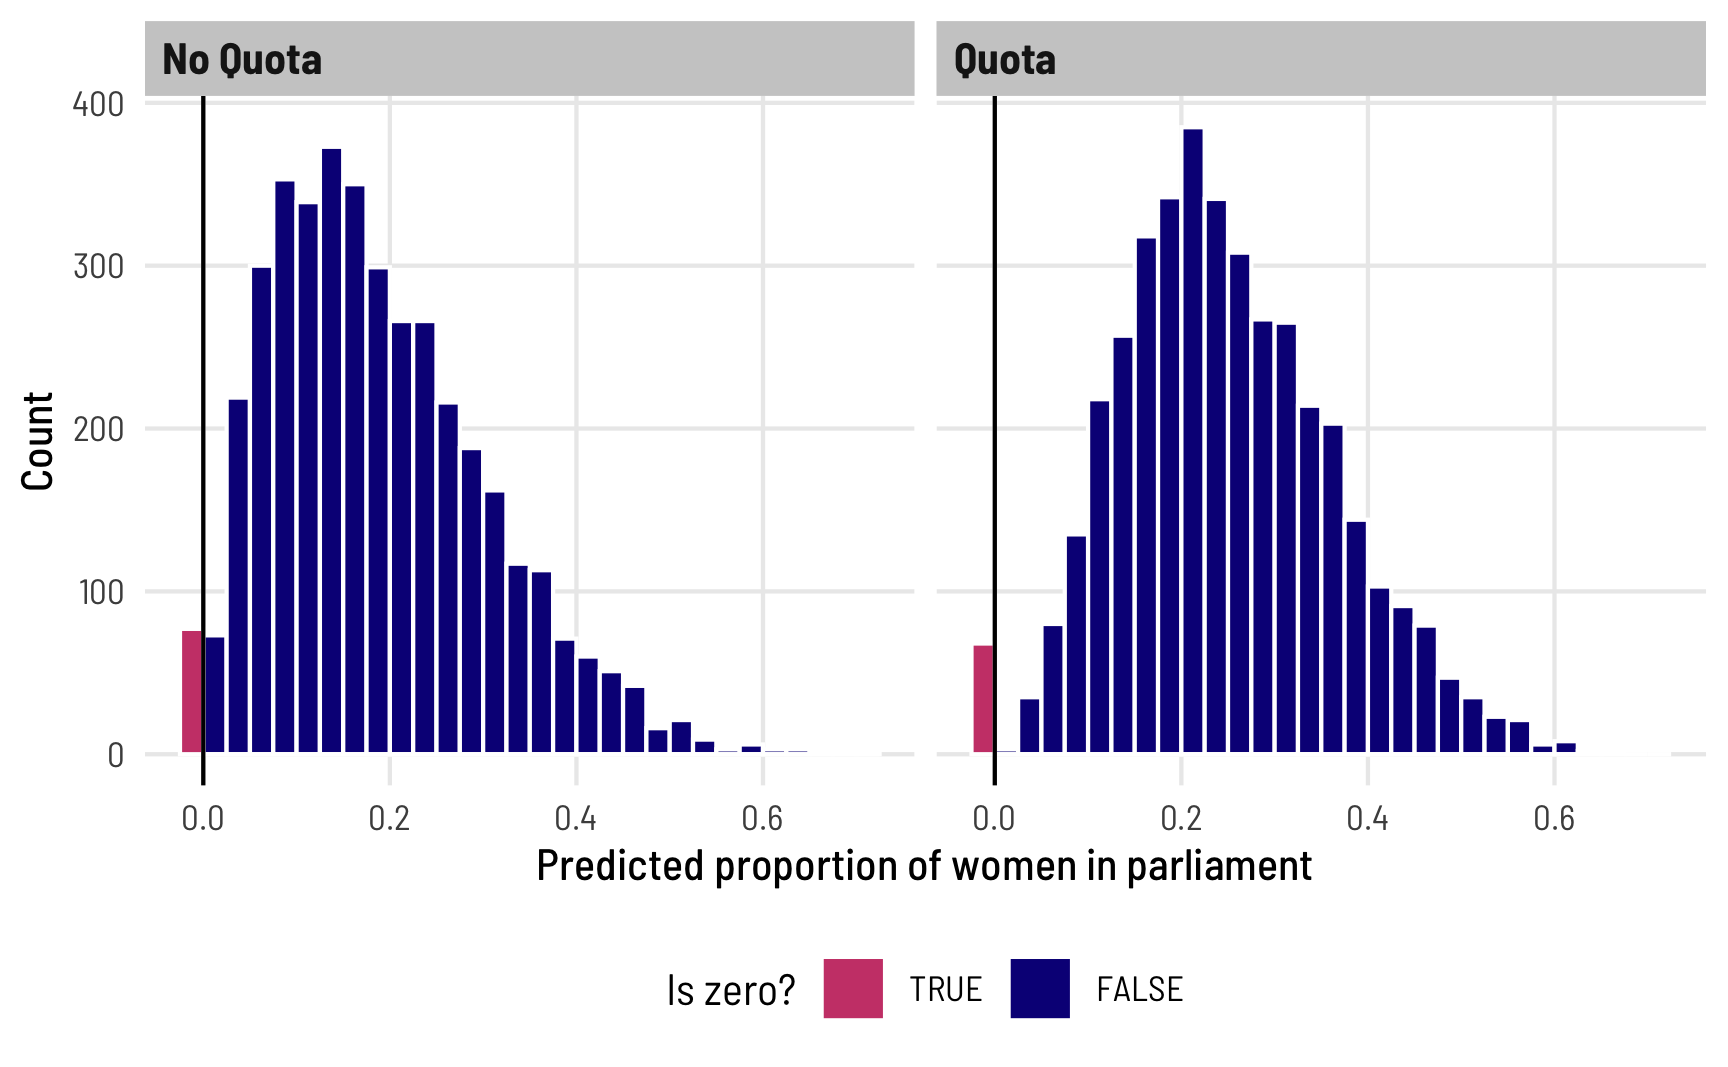 No Quota
Quota
400
300
200
100
0
Count
0.0 0.2 0.4 0.6
0.0 0.2 0.4 0.6
Predicted proportion of women in parliament
Is zero? TRUE FALSE